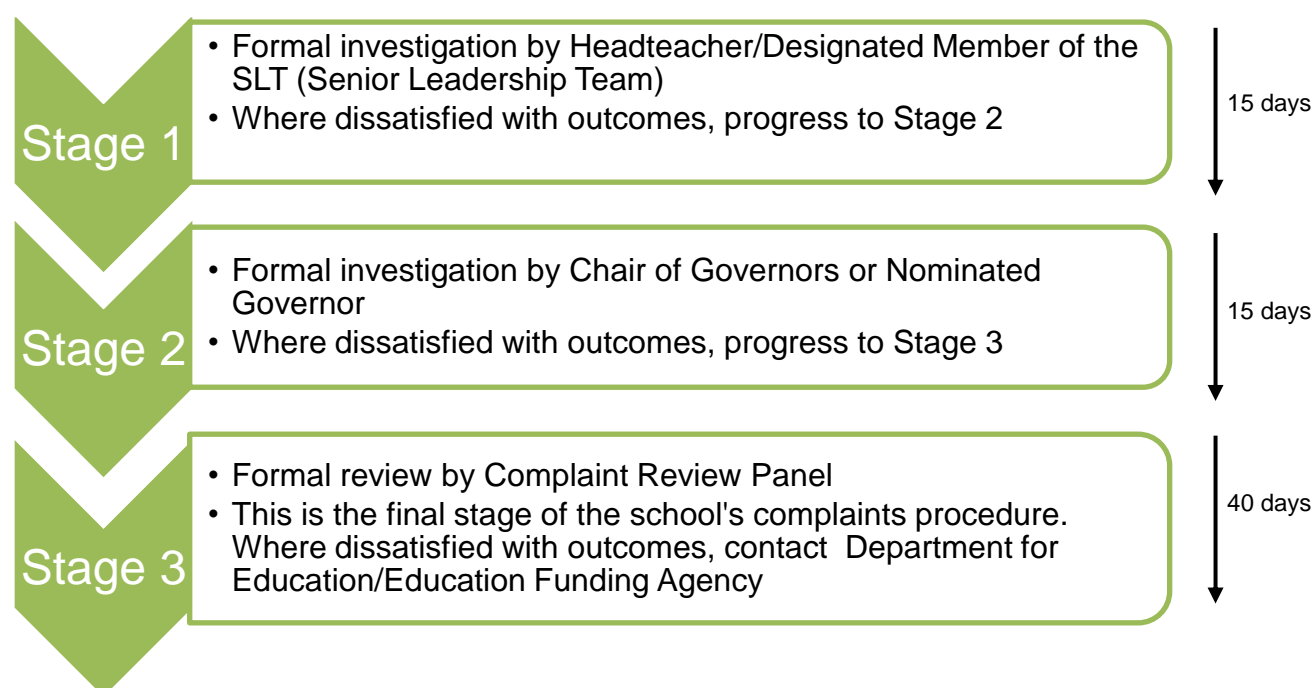 Stage 1
• Formal investigation by Headteacher/Designated Member of the
SLT (Senior Leadership Team)
• Where dissatisfied with outcomes, progress to Stage 2
15 days
Stage 2
• Formal investigation by Chair of Governors or Nominated
Governor
• Where dissatisfied with outcomes, progress to Stage 3
15 days
Stage 3
• Formal review by Complaint Review Panel
• This is the final stage of the school's complaints procedure.
Where dissatisfied with outcomes, contact  Department for
Education/Education Funding Agency
40 days